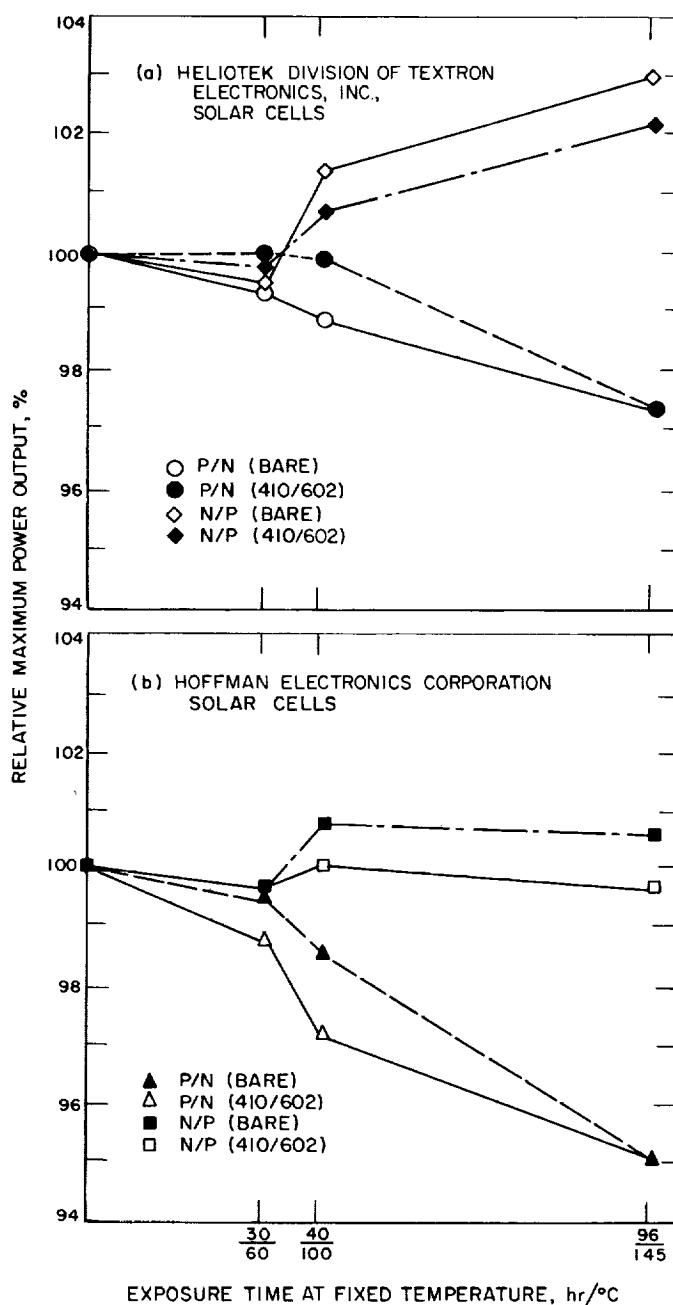 104
(a) HELIOTEK DIVISION OF TEXTRON
ELECTRONICS, INC.,
SOLAR CELLS
102
100
98
96
94
P/N (BARE)
P/N (410/602)
N/P (BARE)
N/P (410/602)
RELATIVE MAXIMUM POWER OUTPUT, %
104
(b) HOFFMAN ELECTRONICS CORPORATION
SOLAR CELLS
102
100
98
96
94
P/N (BARE)
P/N (410/602)
N/P (BARE)
N/P (410/602)
30 40 96
60 100 145
EXPOSURE TIME AT FIXED TEMPERATURE, hr/°C